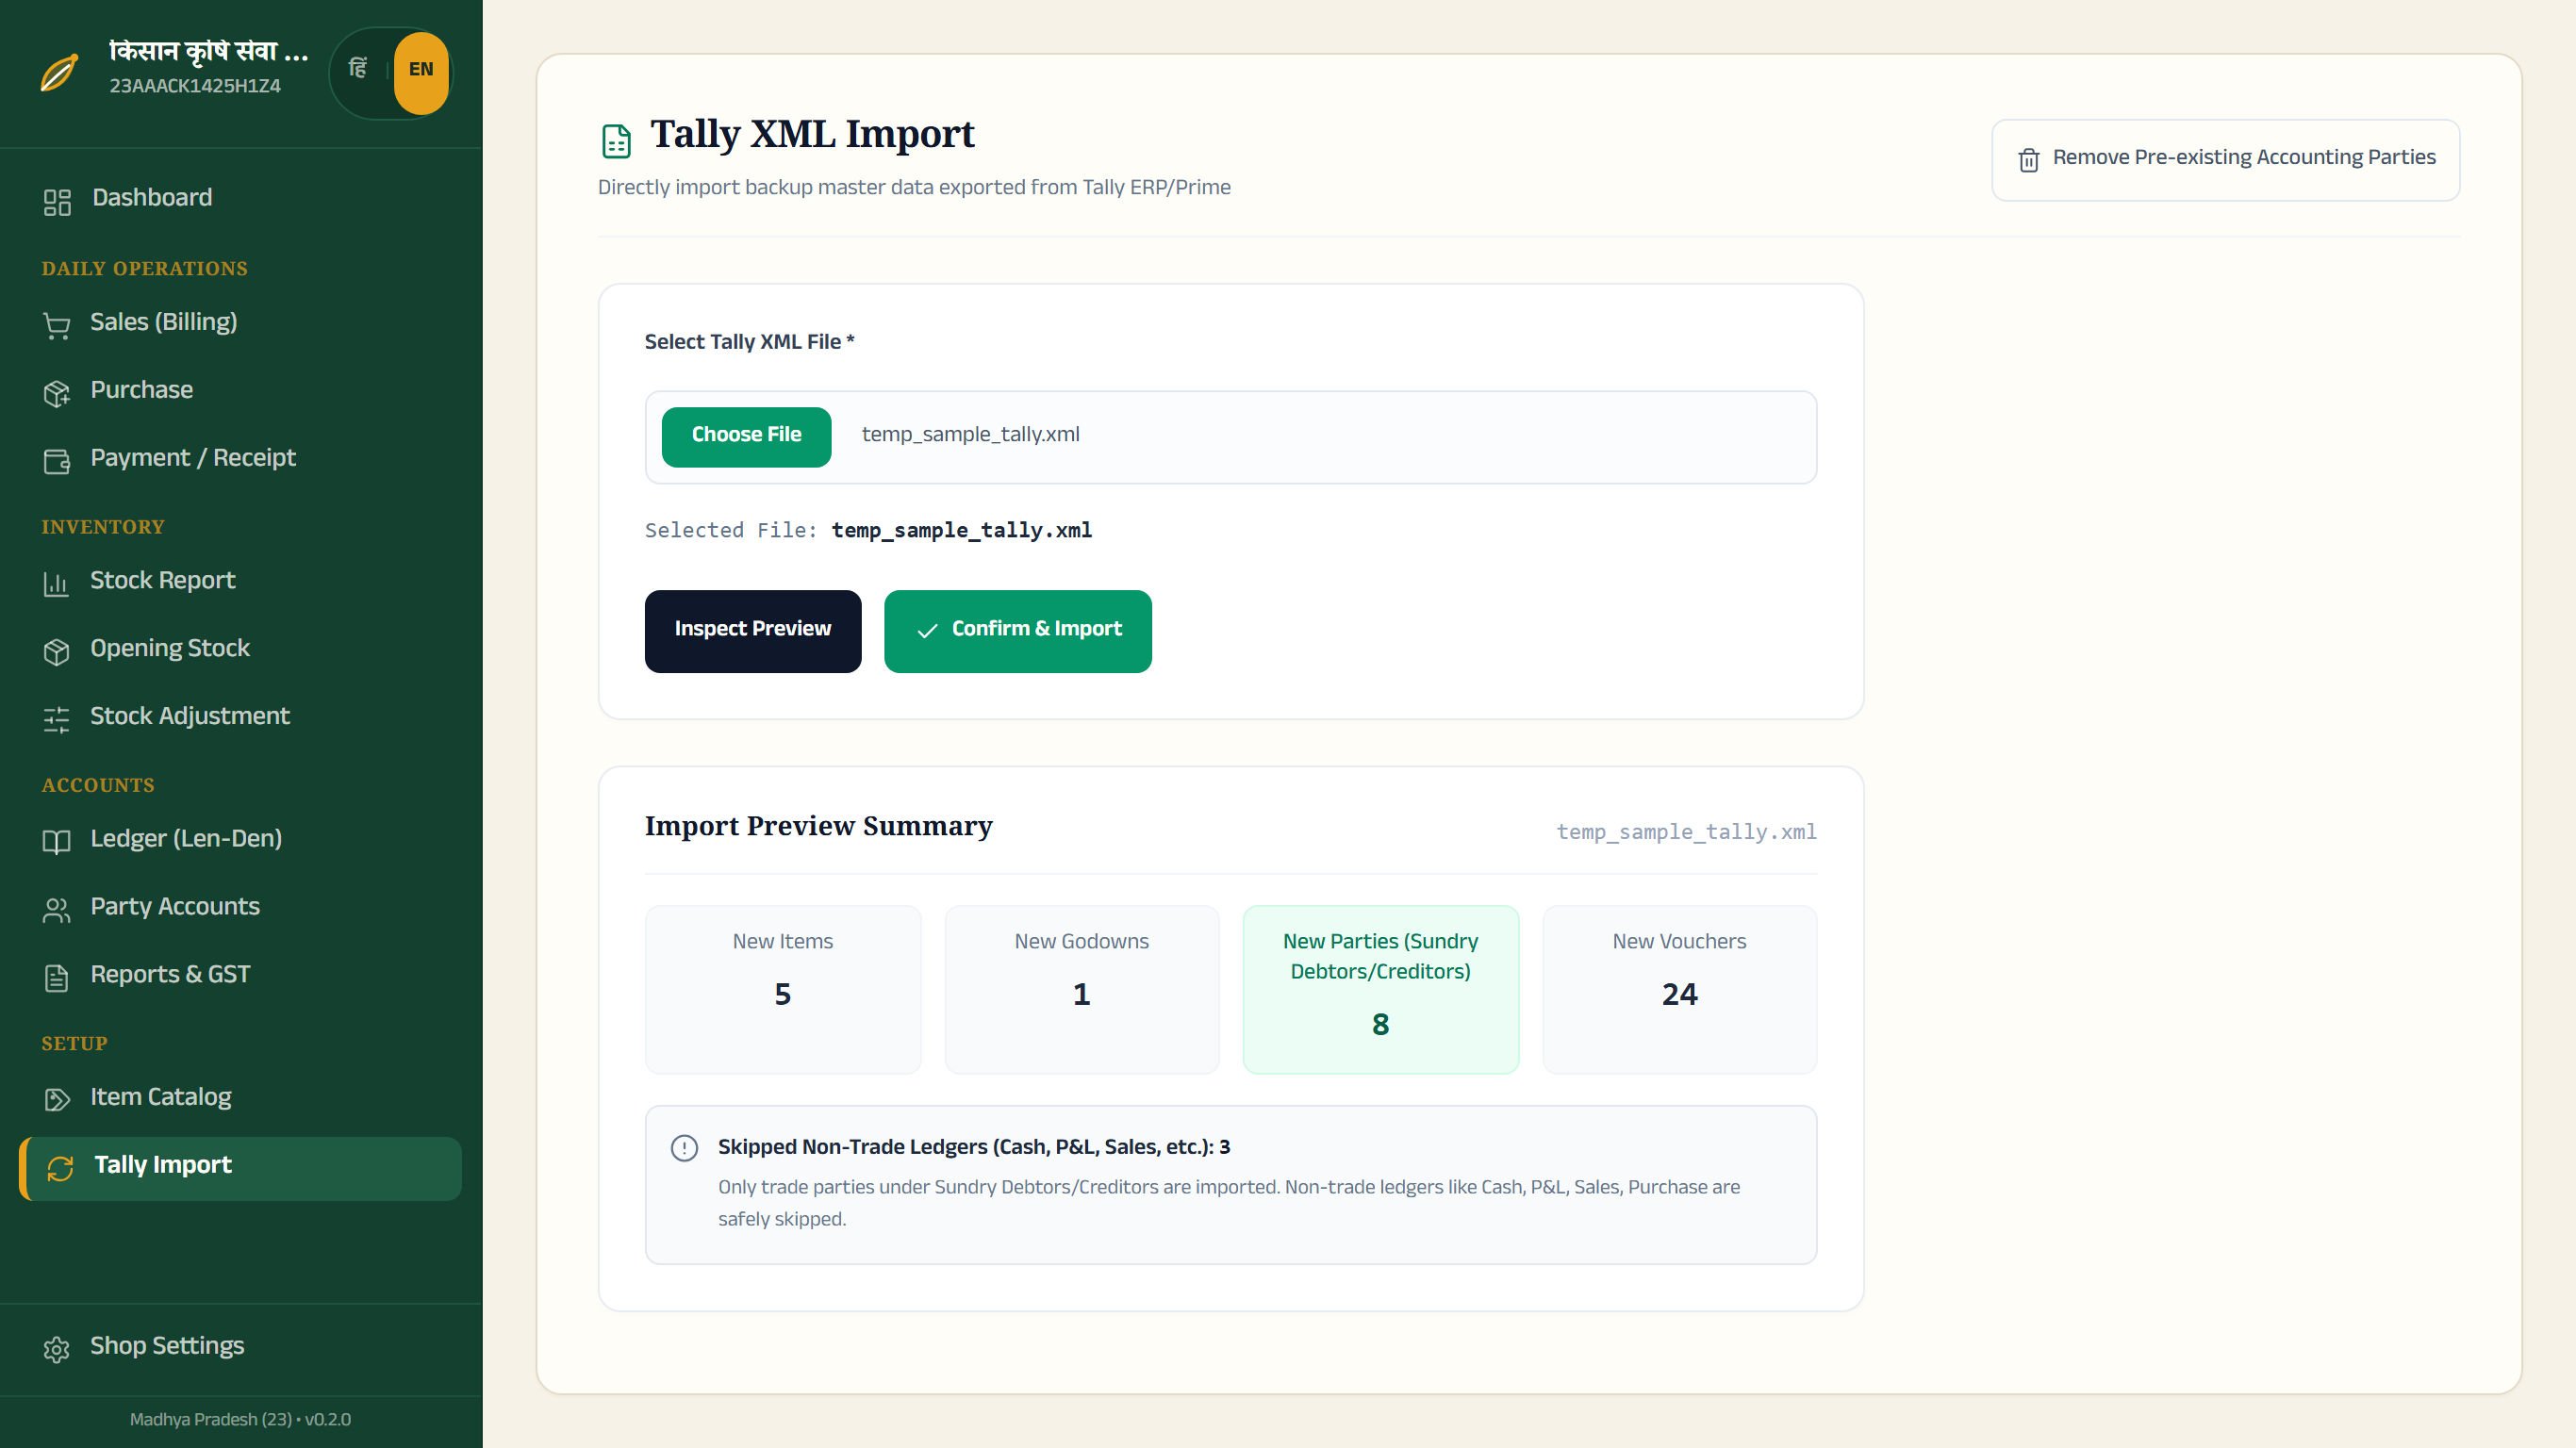 किसान कृषि सेवा ...
23AAACK1425H1Z4
हिं
EN
Dashboard
DAILY OPERATIONS
Sales (Billing)
Purchase
Payment / Receipt
INVENTORY
Stock Report
Opening Stock
Stock Adjustment
ACCOUNTS
Ledger (Len-Den)
Party Accounts
Reports & GST
SETUP
Item Catalog
Tally Import
Shop Settings
Madhya Pradesh (23) • v0.2.0
Tally XML Import
Directly import backup master data exported from Tally ERP/Prime
Remove Pre-existing Accounting Parties
Select Tally XML File *
Choose File
temp_sample_tally.xml
Selected File: temp_sample_tally.xml
Inspect Preview
Confirm & Import
Import Preview Summary
temp_sample_tally.xml
New Items
5
New Godowns
1
New Parties (Sundry
Debtors/Creditors)
8
New Vouchers
24
Skipped Non-Trade Ledgers (Cash, P&L, Sales, etc.): 3
Only trade parties under Sundry Debtors/Creditors are imported. Non-trade ledgers like Cash, P&L, Sales, Purchase are
safely skipped.